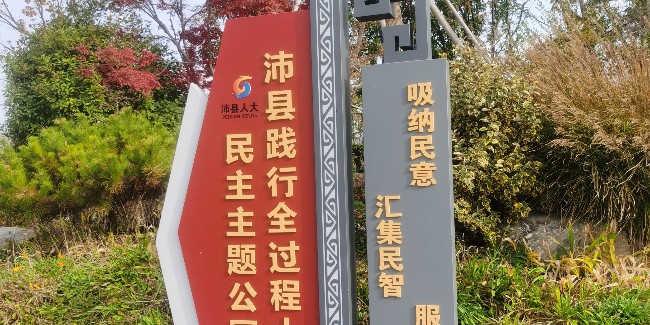 沛县人大
沛县践行全过程人
民主主题公
吸纳民意
汇集民智
服